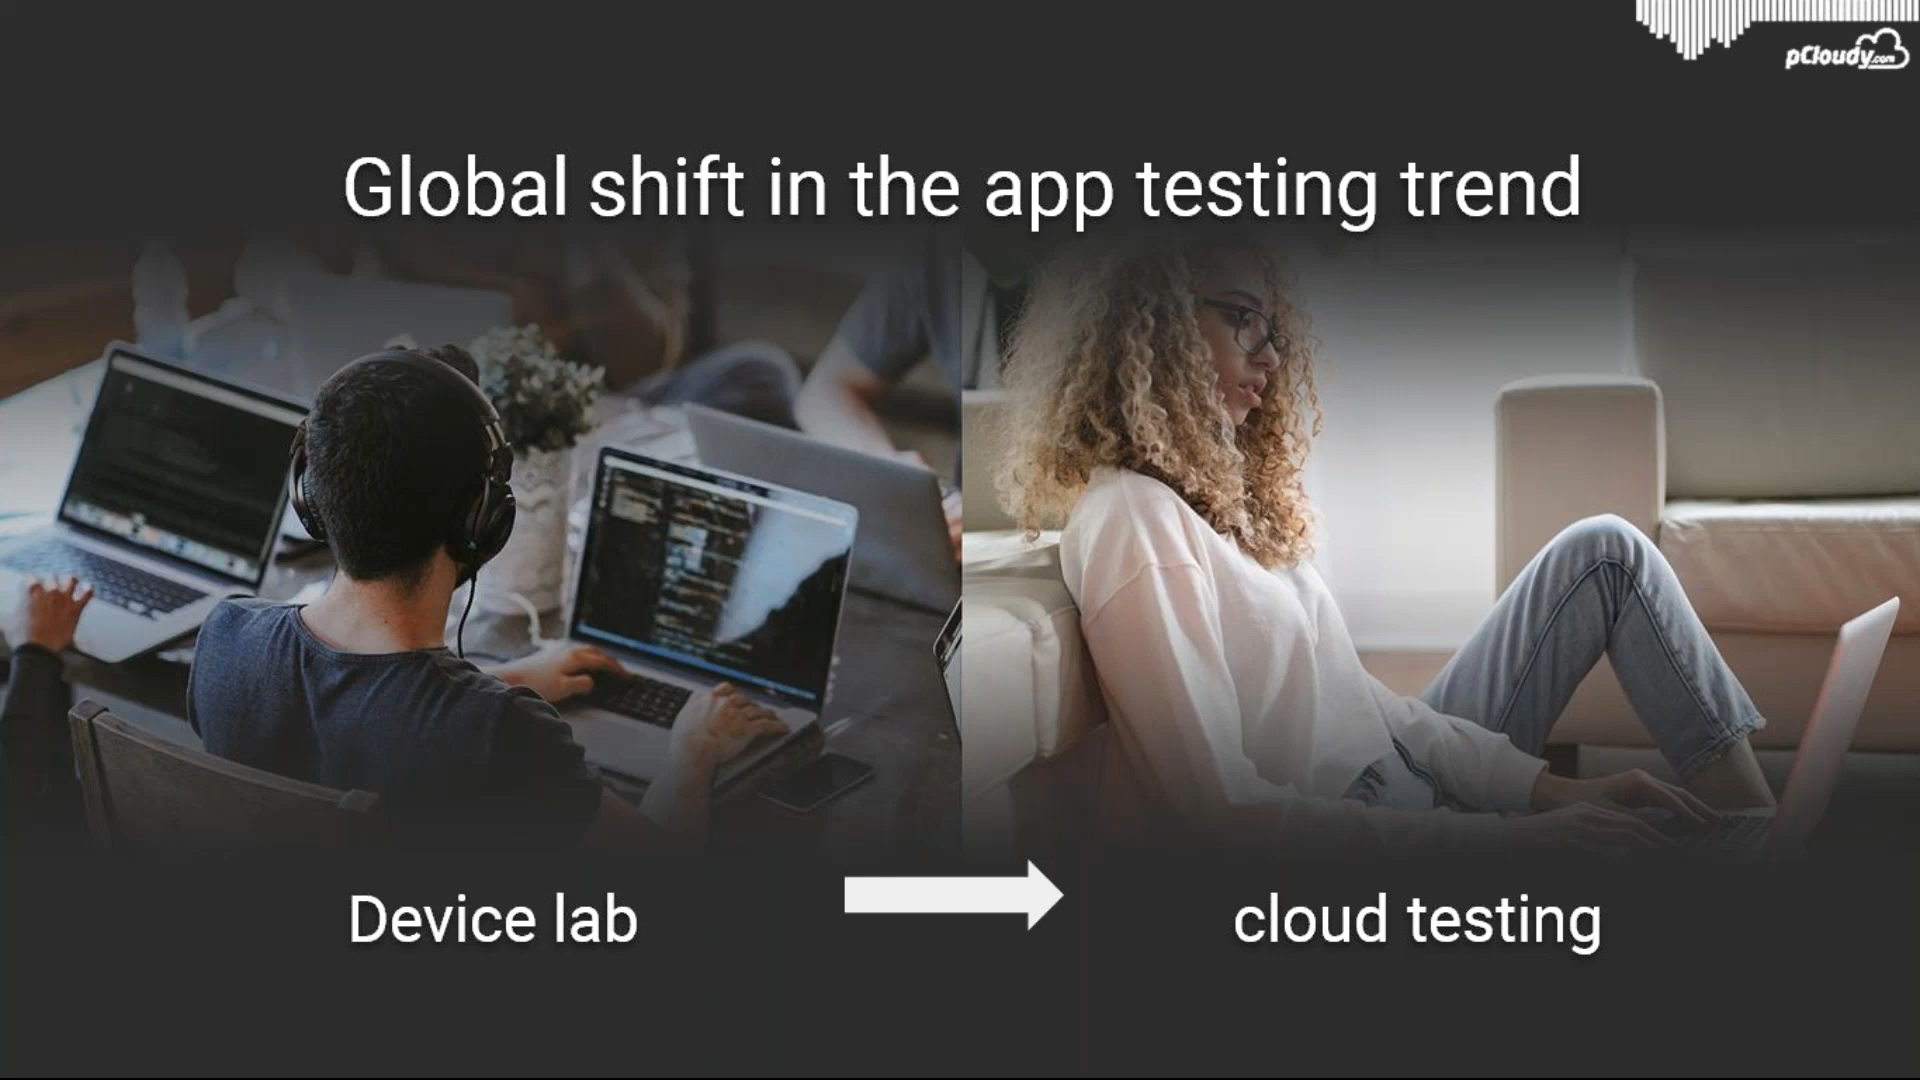 pCloudy.com
Global shift in the app testing trend
Device lab
cloud testing